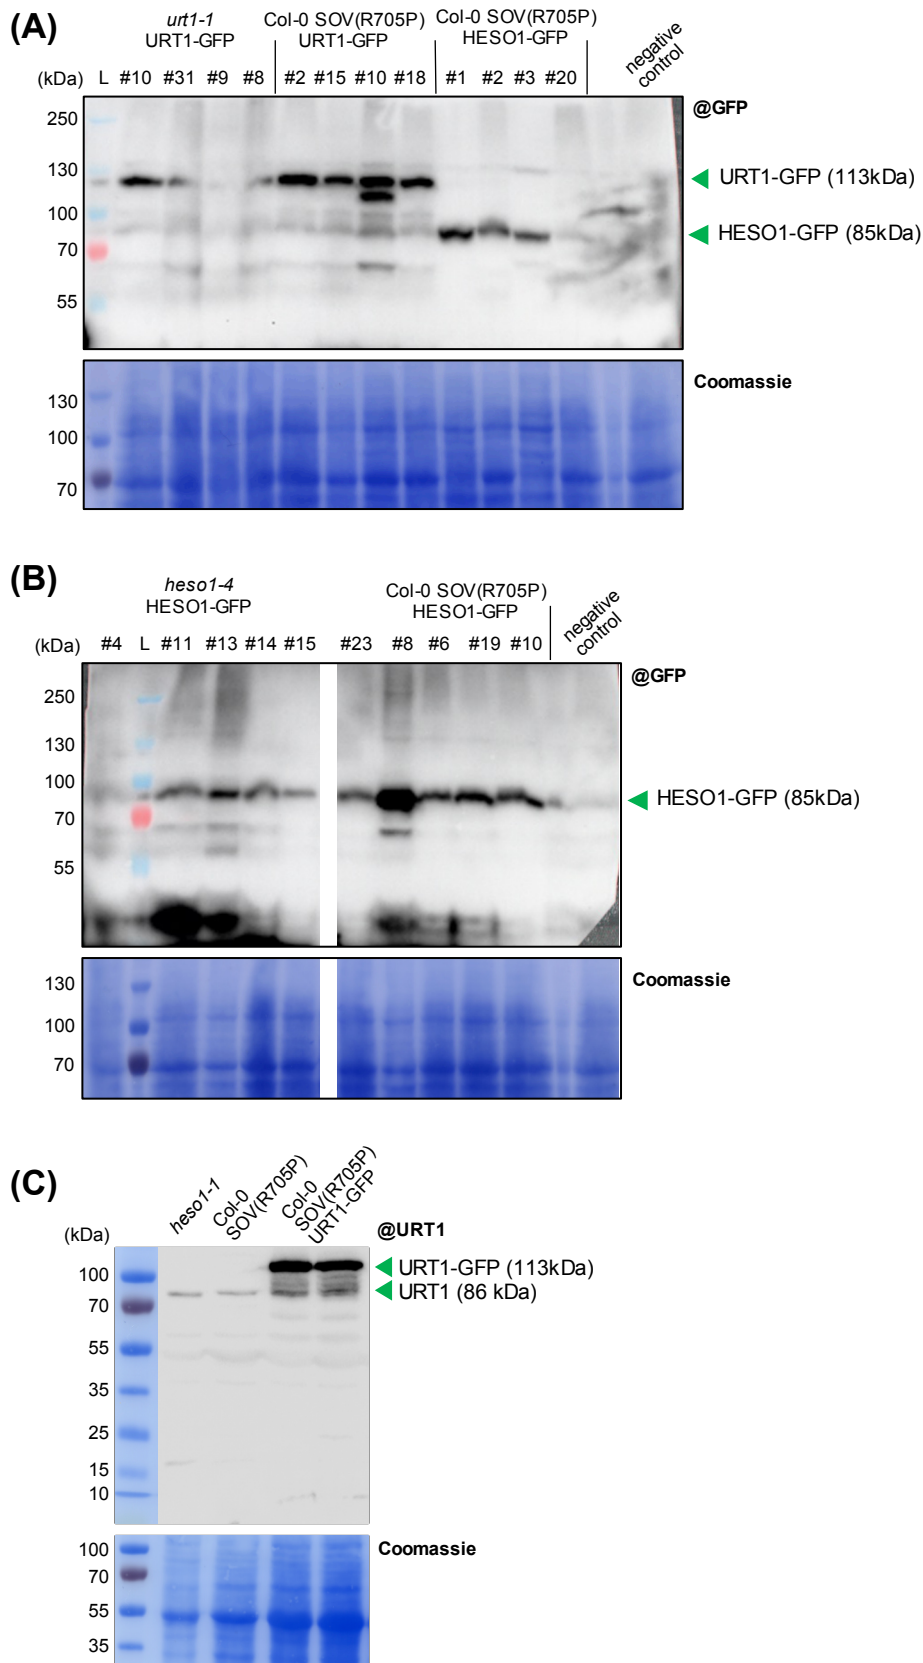 (A)
urt1-1
URT1-GFP
Col-0 SOV(R705P)
URT1-GFP
Col-0 SOV(R705P)
HESO1-GFP
negative
control
(kDa) L #10 #31 #9 #8 #2 #15 #10 #18 #1 #2 #3 #20
@GFP
250
130
100
70
55
URT1-GFP (113kDa)
HESO1-GFP (85kDa)
Coomassie
130
100
70
(B)
heso1-4
HESO1-GFP
Col-0 SOV(R705P)
HESO1-GFP
negative
control
(kDa) #4 L #11 #13 #14 #15 #23 #8 #6 #19 #10
@GFP
250
130
100
70
55
HESO1-GFP (85kDa)
Coomassie
130
100
70
(C)
heso1-1
Col-0
SOV(R705P)
Col-0
SOV(R705P)
URT1-GFP
@URT1
(kDa)
100
70
55
35
25
15
10
URT1-GFP (113kDa)
URT1 (86 kDa)
Coomassie
100
70
55
35